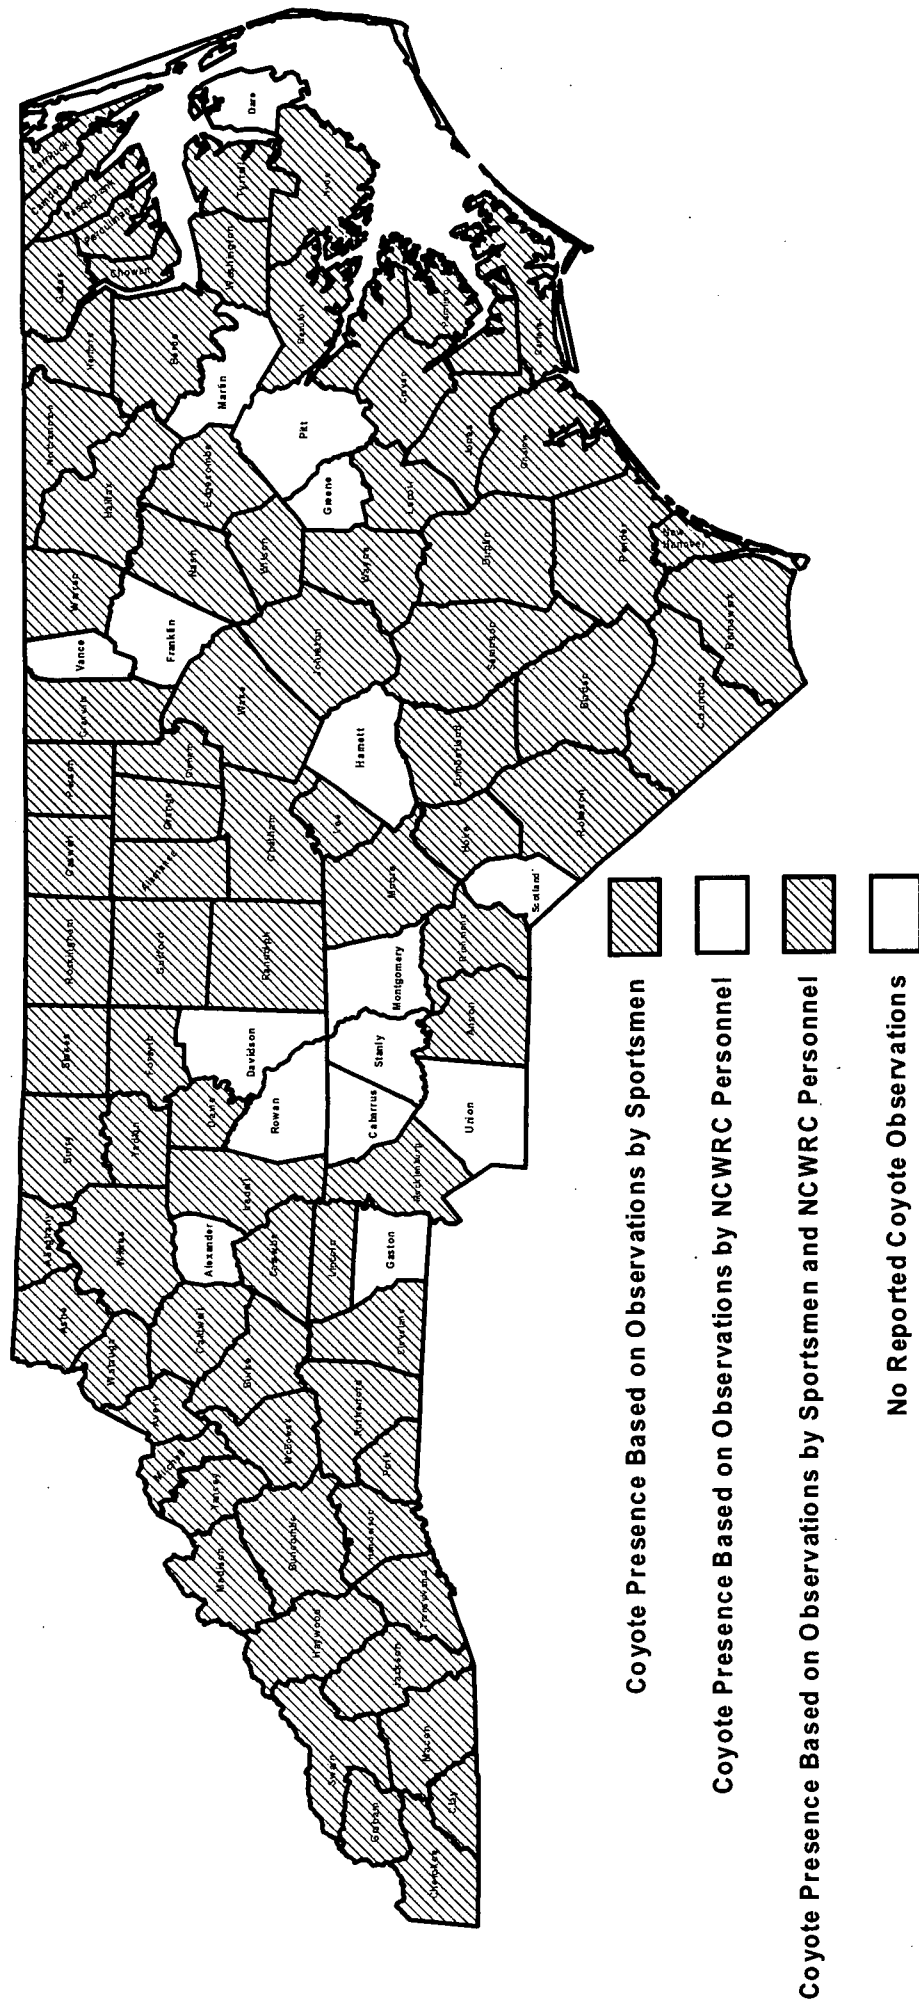 Currituck
Camden
Pasquotank
Perquimans
Chowan
Gates
Hertford
Northampton
Halifax
Bertie
Martin
Washington
Tyrrell
Dare
Hyde
Beaufort
Pamlico
Craven
Carteret
Jones
Onslow
Lenoir
Greene
Pitt
Edgecombe
Nash
Wilson
Wayne
Duplin
Pender
New
Hanover
Brunswick
Columbus
Bladen
Sampson
Johnston
Wake
Franklin
Warren
Vance
Granville
Person
Durham
Orange
Caswell
Alamance
Chatham
Lee
Harnett
Cumberland
Hoke
Robeson
Scotland
Moore
Richmond
Montgomery
Anson
Stanly
Union
Cabarrus
Rowan
Davidson
Randolph
Guilford
Rockingham
Stokes
Forsyth
Davie
Yadkin
Surry
Iredell
Mecklenburg
Gaston
Lincoln
Catawba
Alexander
Wilkes
Alleghany
Ashe
Watauga
Caldwell
Burke
Cleveland
Rutherford
Polk
McDowell
Avery
Mitchell
Yancey
Madison
Buncombe
Henderson
Transylvania
Haywood
Jackson
Swain
Macon
Graham
Clay
Cherokee
Coyote Presence Based on Observations by Sportsmen
Coyote Presence Based on Observations by NCWRC Personnel
Coyote Presence Based on Observations by Sportsmen and NCWRC Personnel
No Reported Coyote Observations